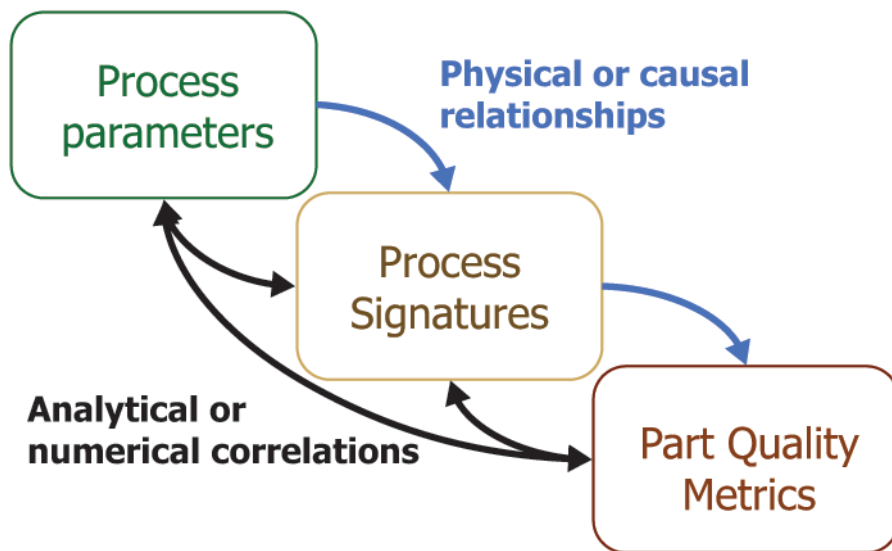 Process
parameters
Physical or causal
relationships
Process
Signatures
Analytical or
numerical correlations
Part Quality
Metrics